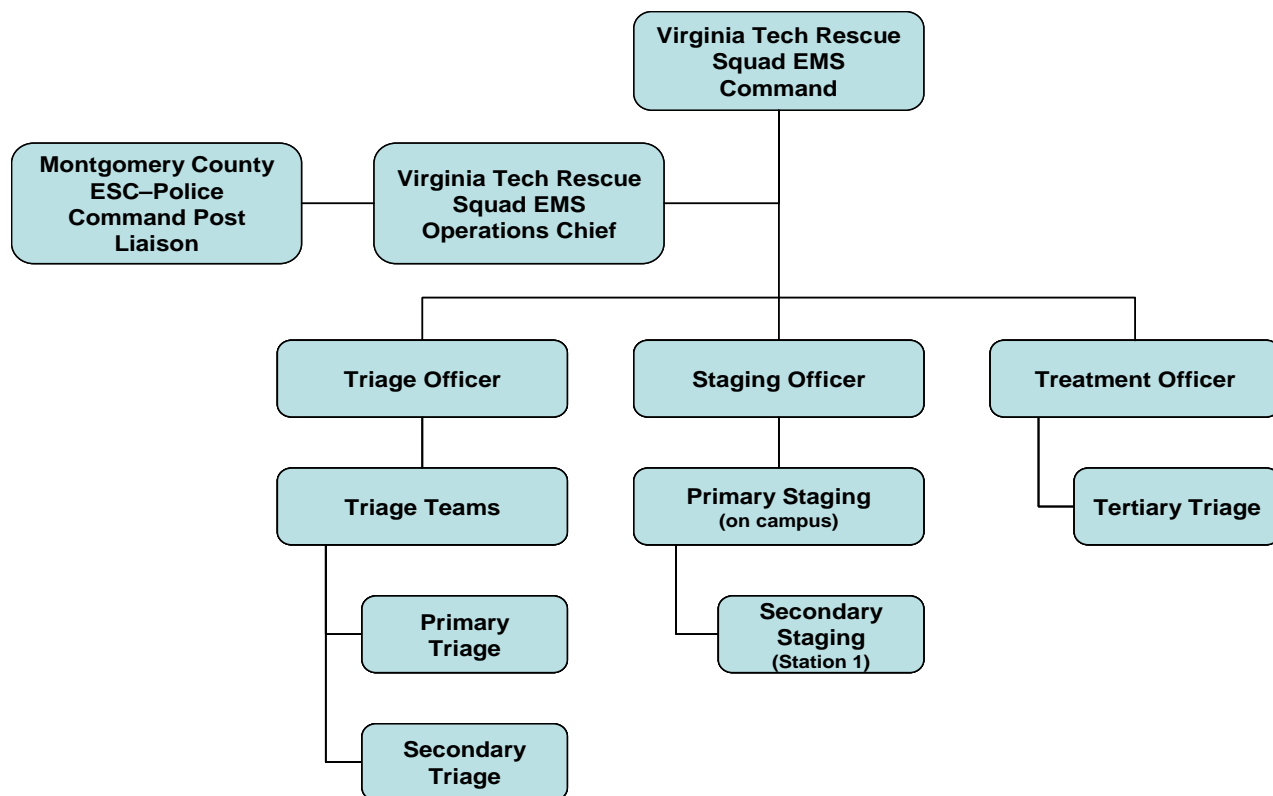 Virginia Tech Rescue
Squad EMS
Command
Montgomery County
ESC–Police
Command Post
Liaison
Virginia Tech Rescue
Squad EMS
Operations Chief
Triage Officer
Staging Officer
Treatment Officer
Triage Teams
Primary Staging
(on campus)
Tertiary Triage
Primary
Triage
Secondary
Staging
(Station 1)
Secondary
Triage